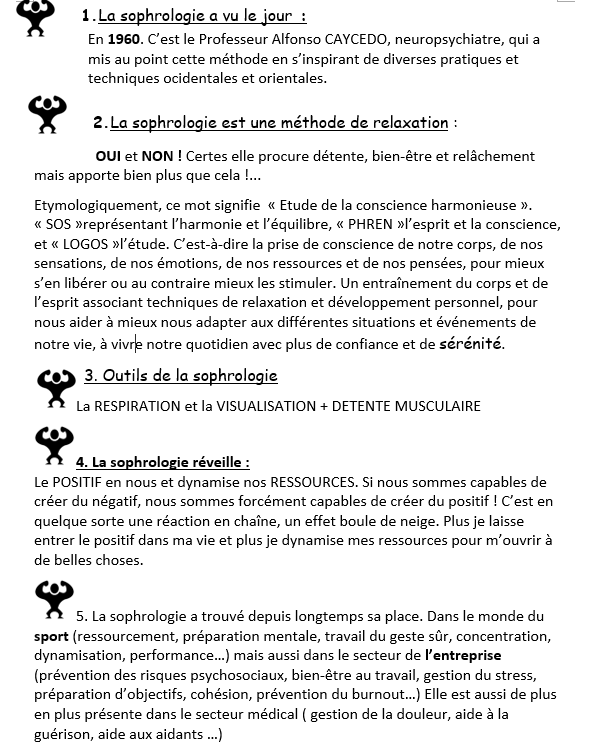 1.La sophrologie a vu le jour :
En 1960. C’est le Professeur Alfonso CAYCEDO, neuropsychiatre, qui a
mis au point cette méthode en s’inspirant de diverses pratiques et
techniques ocidentales et orientales.
2.La sophrologie est une méthode de relaxation :
OUI et NON ! Certes elle procure détente, bien-être et relâchement
mais apporte bien plus que cela !...
Etymologiquement, ce mot signifie « Etude de la conscience harmonieuse ».
« SOS »représentant l’harmonie et l’équilibre, « PHREN »l’esprit et la conscience,
et « LOGOS »l’étude. C’est-à-dire la prise de conscience de notre corps, de nos
sensations, de nos émotions, de nos ressources et de nos pensées, pour mieux
s’en libérer ou au contraire mieux les stimuler. Un entraînement du corps et de
l’esprit associant techniques de relaxation et développement personnel, pour
nous aider à mieux nous adapter aux différentes situations et événements de
notre vie, à vivre notre quotidien avec plus de confiance et de sérénité.
3. Outils de la sophrologie
La RESPIRATION et la VISUALISATION + DETENTE MUSCULAIRE
4. La sophrologie réveille :
Le POSITIF en nous et dynamise nos RESSOURCES. Si nous sommes capables de
créer du négatif, nous sommes forcément capables de créer du positif ! C’est en
quelque sorte une réaction en chaîne, un effet boule de neige. Plus je laisse
entrer le positif dans ma vie et plus je dynamise mes ressources pour m’ouvrir à
de belles choses.
5. La sophrologie a trouvé depuis longtemps sa place. Dans le monde du
sport (ressourcement, préparation mentale, travail du geste sûr, concentration,
dynamisation, performance…) mais aussi dans le secteur de l’entreprise
(prévention des risques psychosociaux, bien-être au travail, gestion du stress,
préparation d’objectifs, cohésion, prévention du burnout…) Elle est aussi de plus
en plus présente dans le secteur médical ( gestion de la douleur, aide à la
guérison, aide aux aidants …)